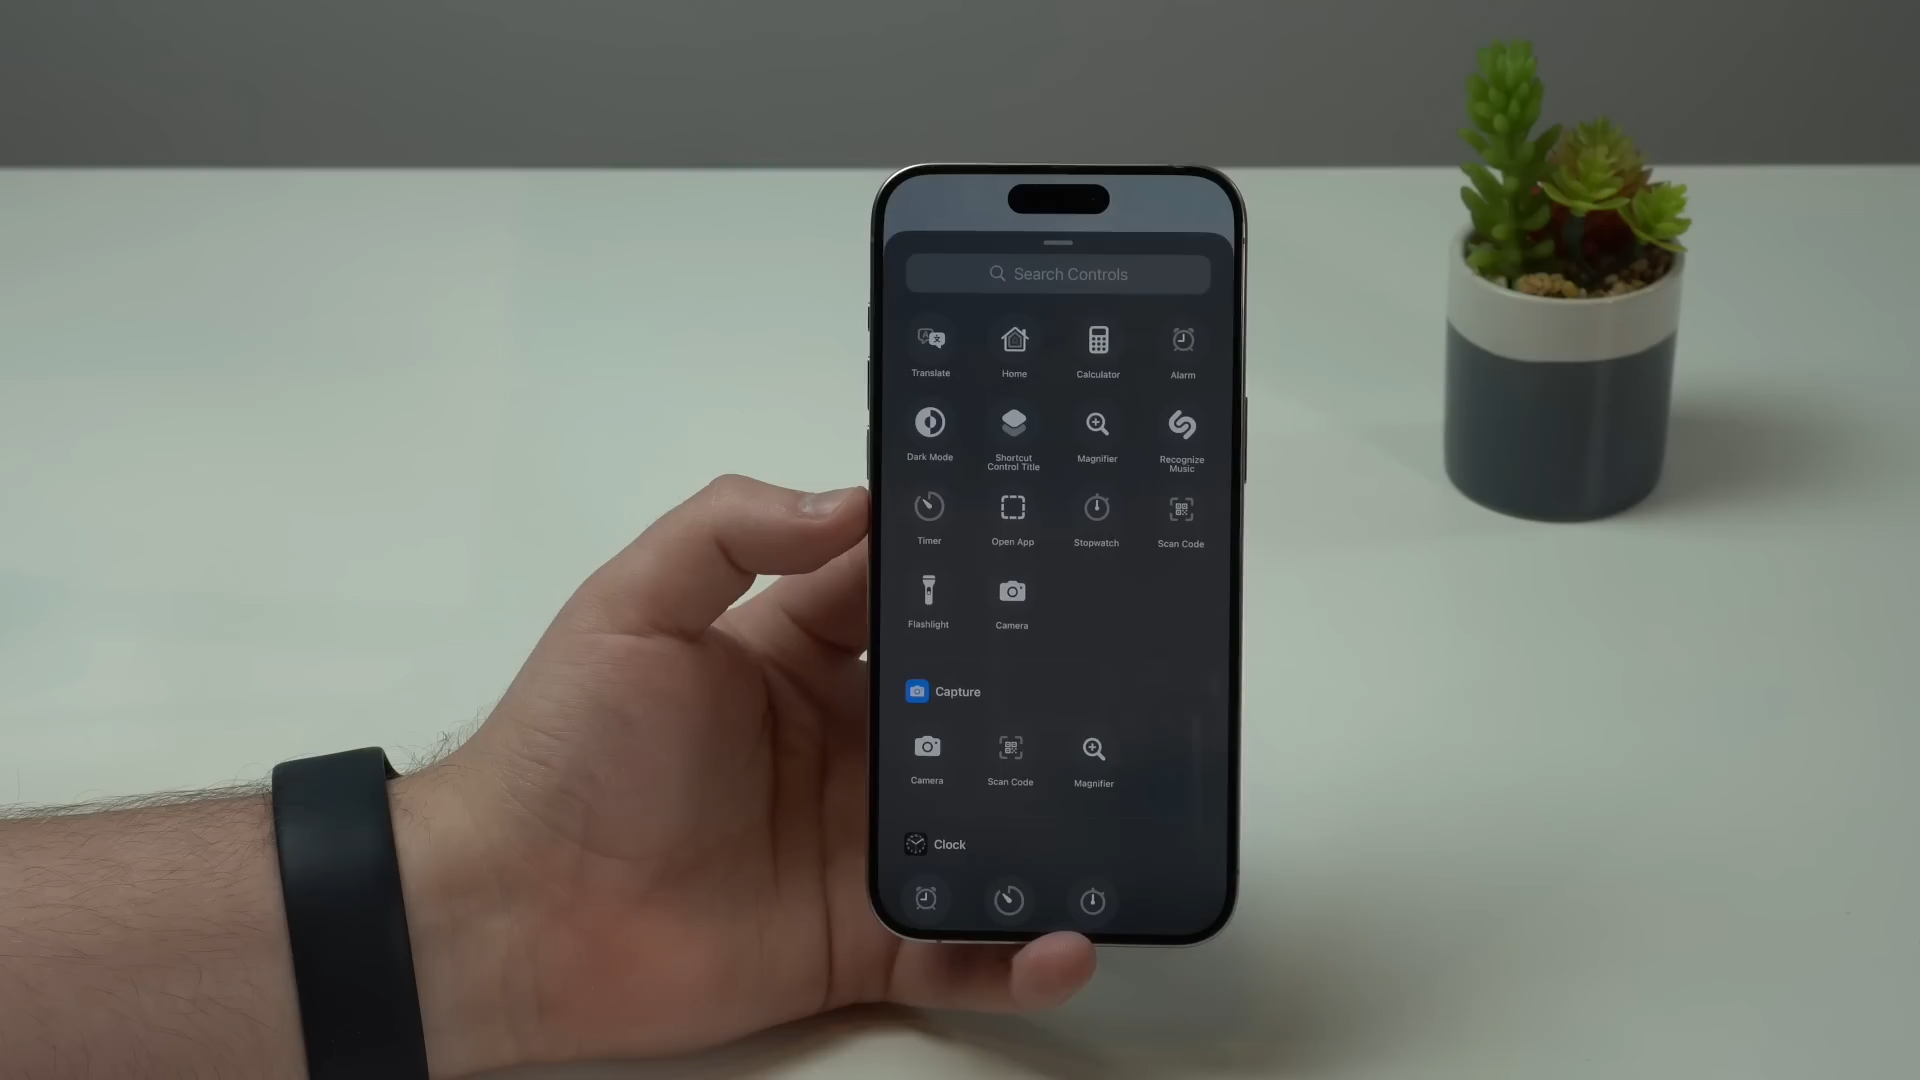 Search Controls
Translate
Home
Calculator
Alarm
Dark Mode
Shortcut
Control Title
Magnifier
Recognize
Music
Timer
Open App
Stopwatch
Scan Code
Flashlight
Camera
Capture
Camera
Scan Code
Magnifier
Clock